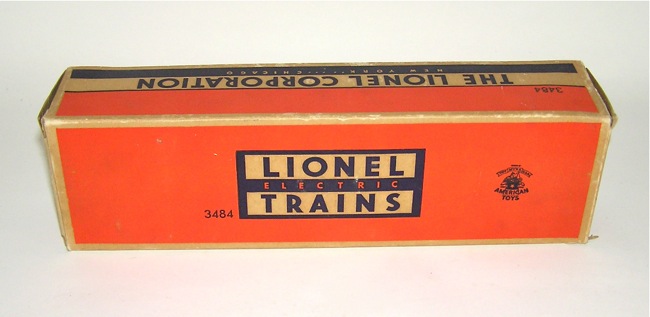 NEW YORK ···· CHICAGO
THE LIONEL CORPORATION
3484
LIONEL
ELECTRIC
TRAINS
3484
AMERICAN
TOYS